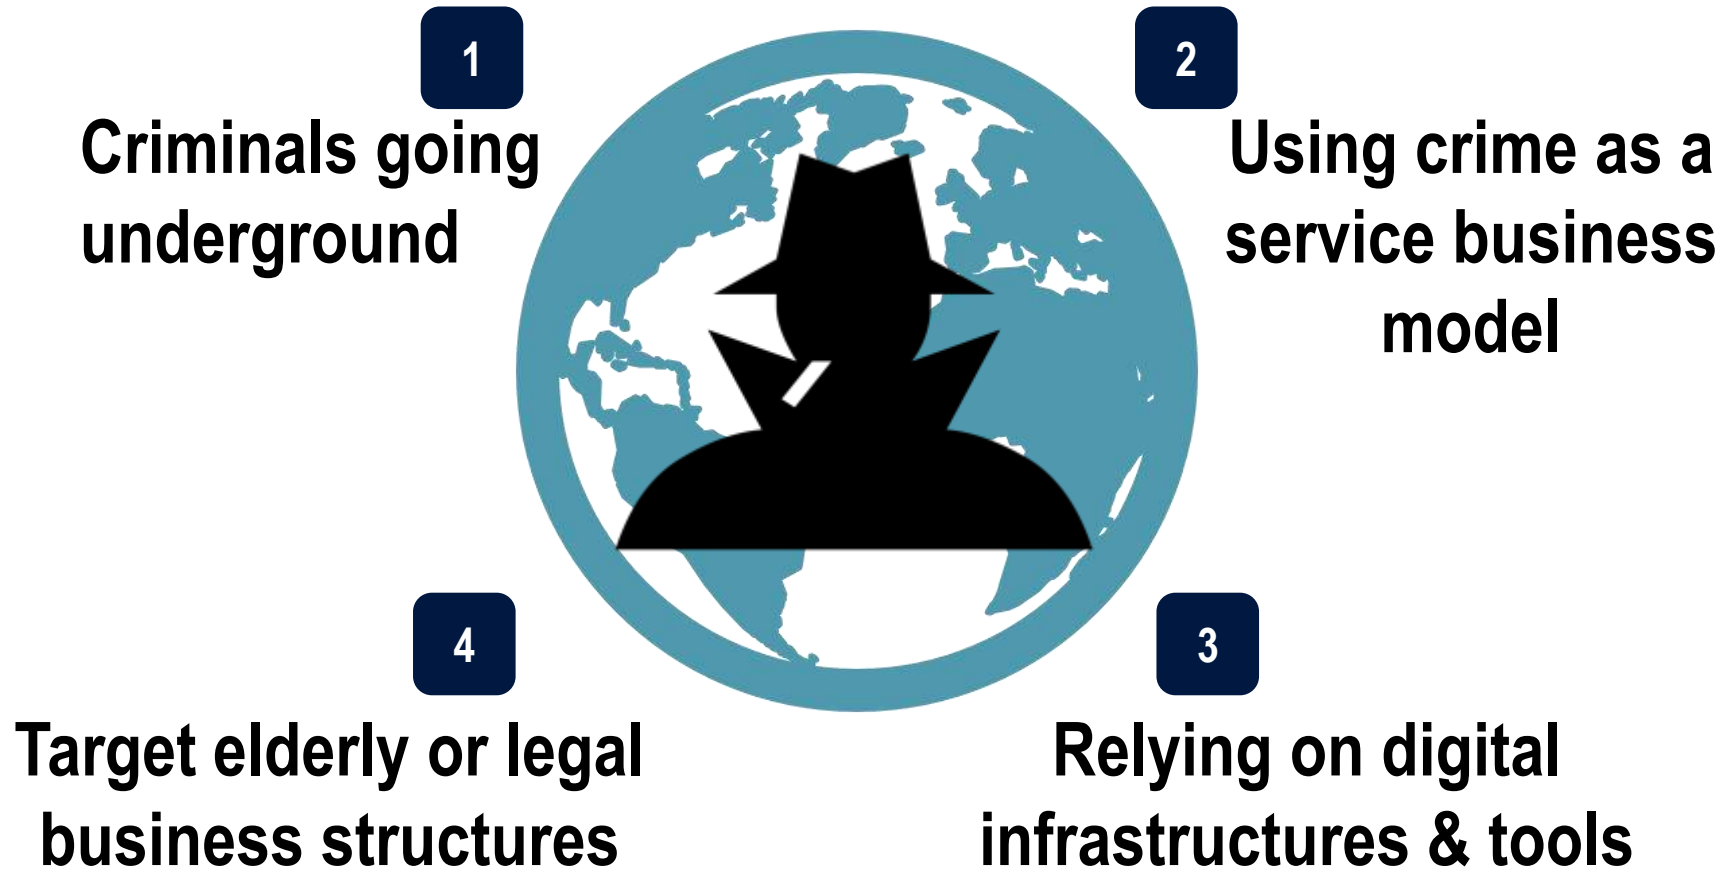 1
Criminals going
underground
2
Using crime as a
service business
model
3
Relying on digital
infrastructures & tools
4
Target elderly or legal
business structures